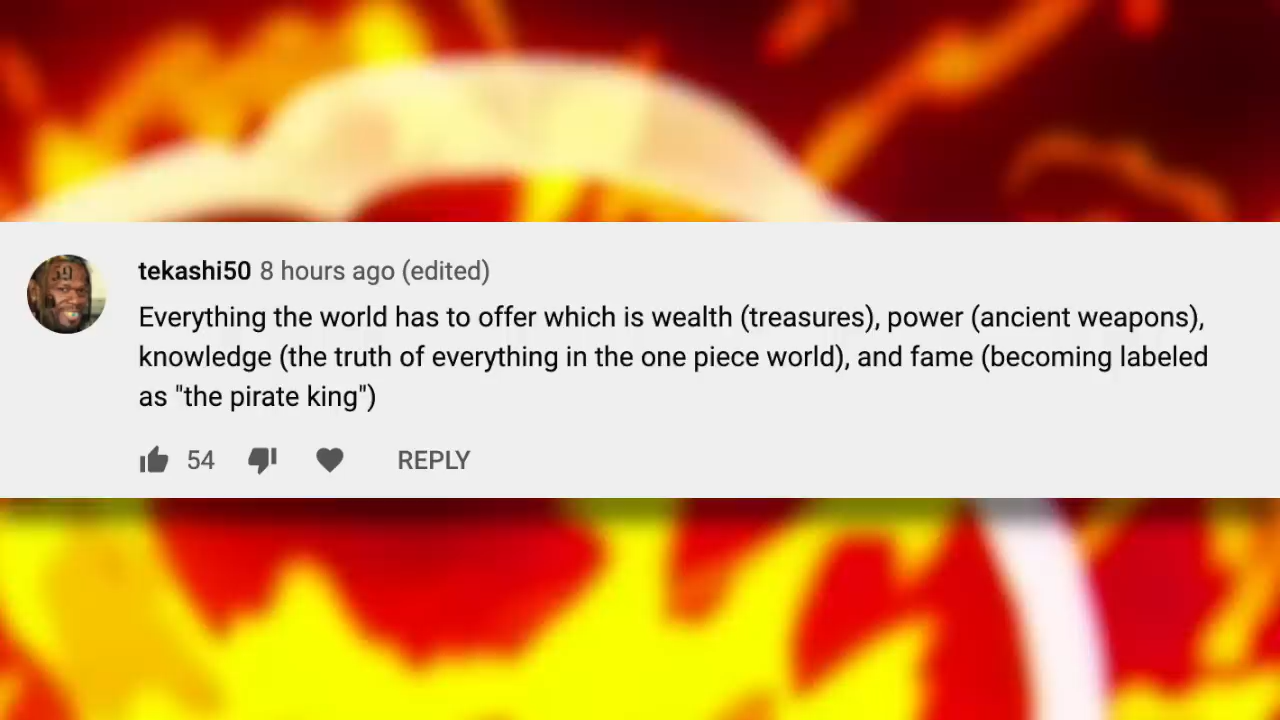 tekashi50 8 hours ago (edited)
Everything the world has to offer which is wealth (treasures), power (ancient weapons),
knowledge (the truth of everything in the one piece world), and fame (becoming labeled
as "the pirate king")
54 REPLY